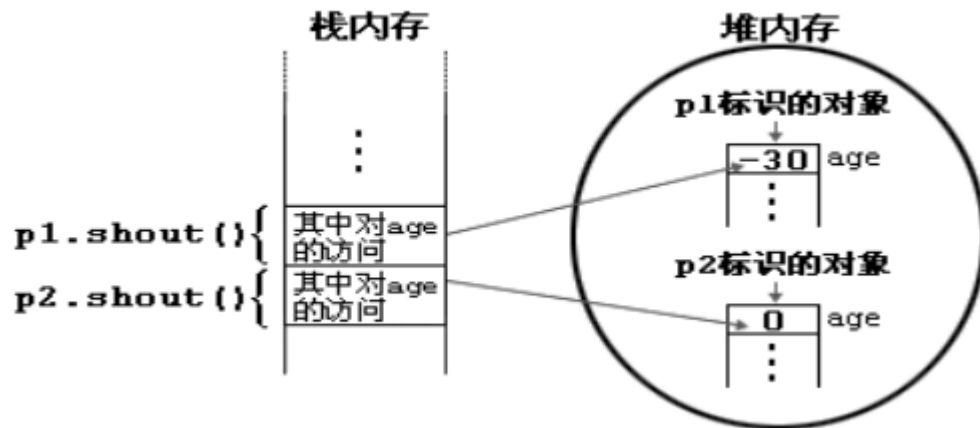 栈内存
堆内存
p1标识的对象
-30 age
p1.shout()
其中对age
的访问
p2.shout()
其中对age
的访问
p2标识的对象
0 age